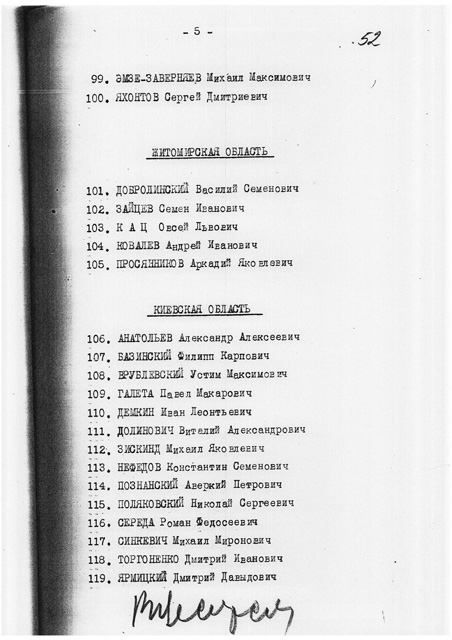 - 5 -
52
99. ЭМЗЕ-ЗАВЕРНЯЕВ Михаил Максимович
100. ЯХОНТОВ Сергей Дмитриевич
ЖИТОМИРСКАЯ ОБЛАСТЬ
101. ДОБРОЛИНСКИЙ Василий Семенович
102. ЗАЙЦЕВ Семен Иванович
103. К А Ц Овсей Львович
104. КОВАЛЕВ Андрей Иванович
105. ПРОСЯННИКОВ Аркадий Яковлевич
КИЕВСКАЯ ОБЛАСТЬ
106. АНАТОЛЬЕВ Александр Алексеевич
107. БАЗИНСКИЙ Филипп Карпович
108. ВРУБЛЕВСКИЙ Устим Максимович
109. ГАЛЕТА Павел Макарович
110. ДЕМКИН Иван Леонтьевич
111. ДОЛИНОВИЧ Виталий Александрович
112. ЗИСКИНД Михаил Яковлевич
113. НЕФЕДОВ Константин Семенович
114. ПОЗНАНСКИЙ Аверкий Петрович
115. ПОЛЯКОВСКИЙ Николай Сергеевич
116. СЕРЕДА Роман Федосеевич
117. СИНКЕВИЧ Михаил Миронович
118. ТОРГОНЕНКО Дмитрий Иванович
119. ЯРМИЦКИЙ Дмитрий Давыдович